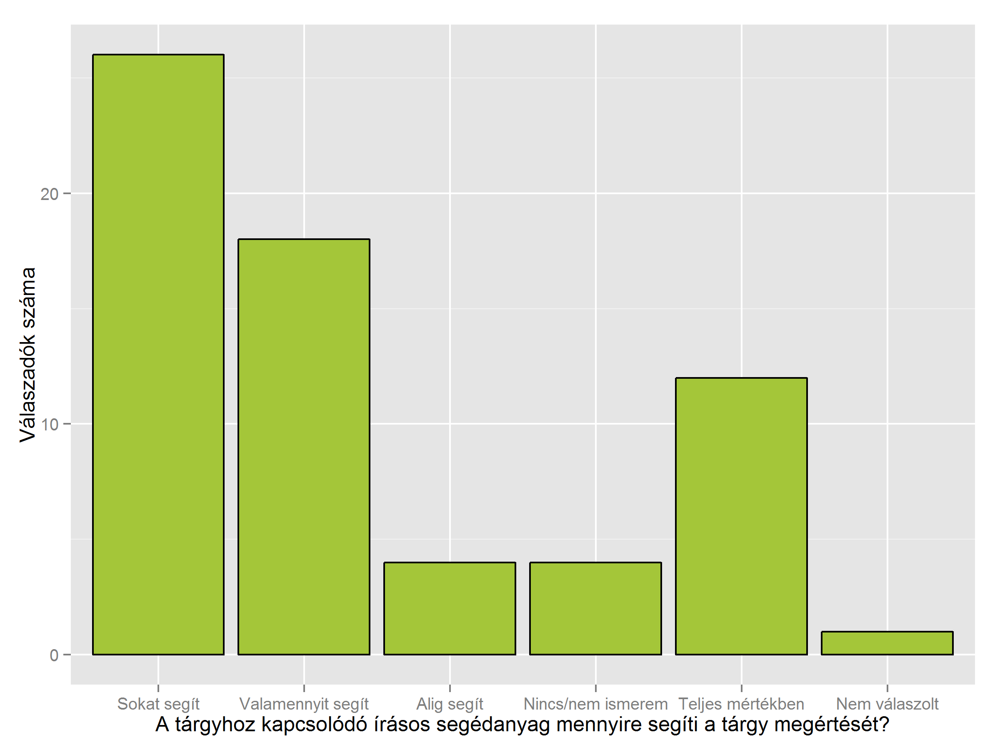 Válaszadók száma
20
10
0
Sokat segít Valamennyit segít Alig segít Nincs/nem ismerem Teljes mértékben Nem válaszolt
A tárgyhoz kapcsolódó írásos segédanyag mennyire segíti a tárgy megértését?